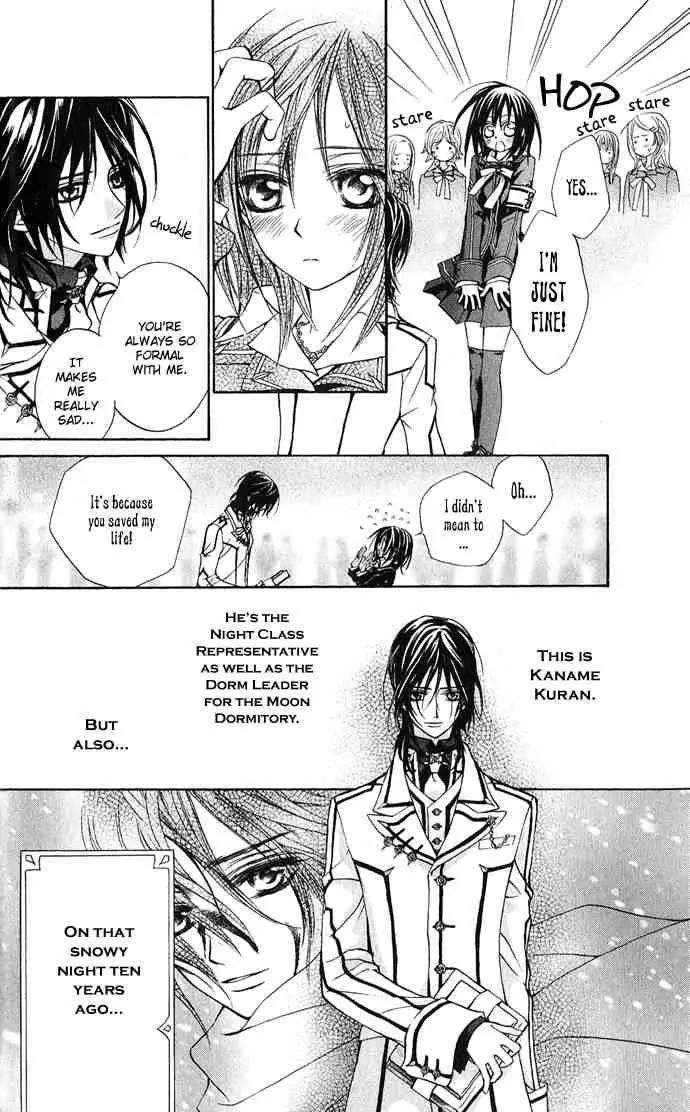 HOP
stare
stare
stare
YES...
I'M
JUST
FINE!
chuckle
YOU'RE
ALWAYS SO
FORMAL
WITH ME.
IT
MAKES
ME
REALLY
SAD...
Oh...
I didn't
mean to
...
It's because
you saved my
life!
THIS IS
KANAME
KURAN.
HE'S THE
NIGHT CLASS
REPRESENTATIVE
AS WELL AS THE
DORM LEADER
FOR THE MOON
DORMITORY.
BUT
ALSO...
ON THAT
SNOWY
NIGHT TEN
YEARS
AGO...